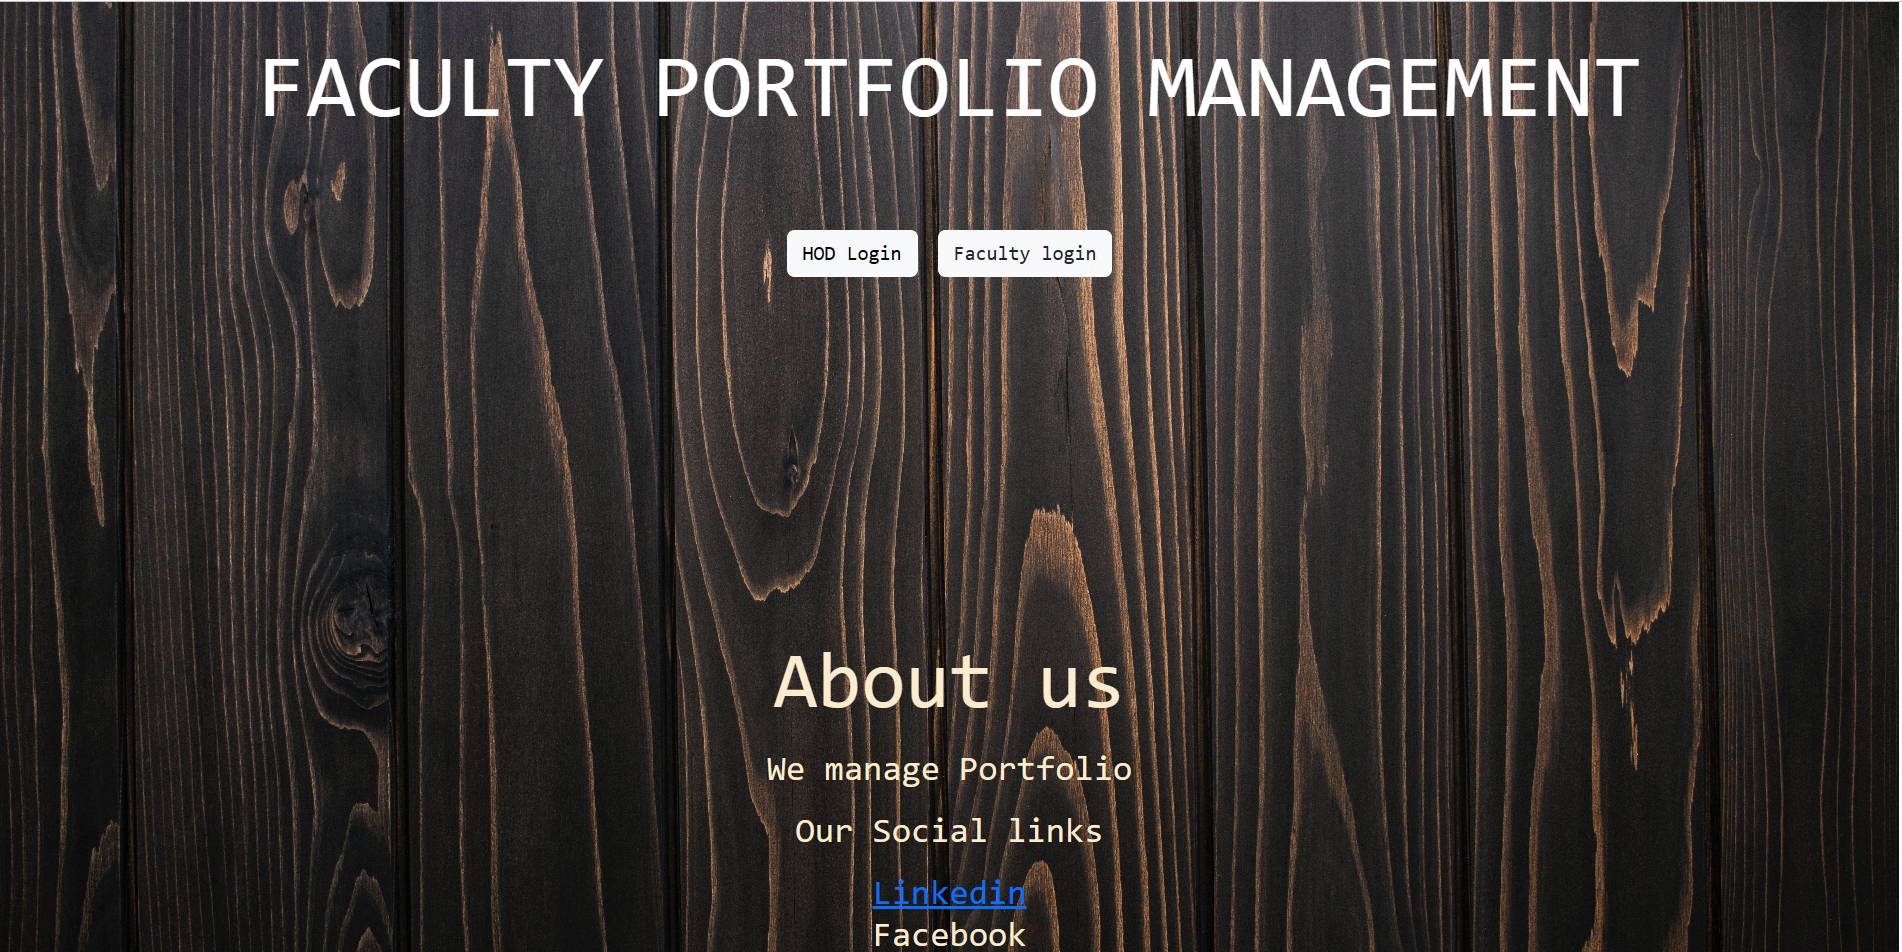 FACULTY PORTFOLIO MANAGEMENT
HOD Login Faculty login
About us
We manage Portfolio
Our Social links
Linkedin
Facebook